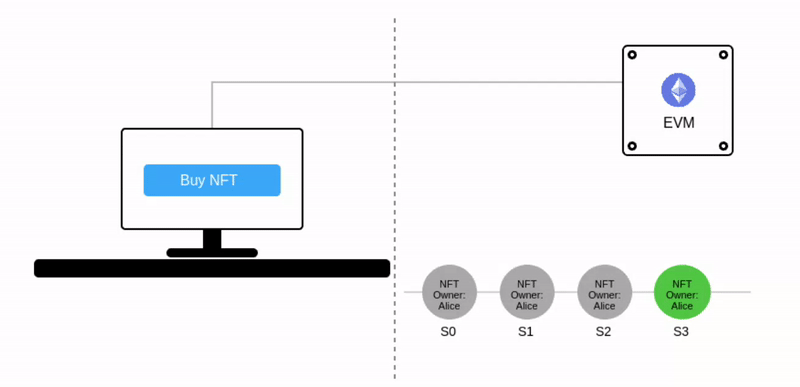 EVM
Buy NFT
NFT
Owner:
Alice
NFT
Owner:
Alice
NFT
Owner:
Alice
NFT
Owner:
Alice
S0
S1
S2
S3